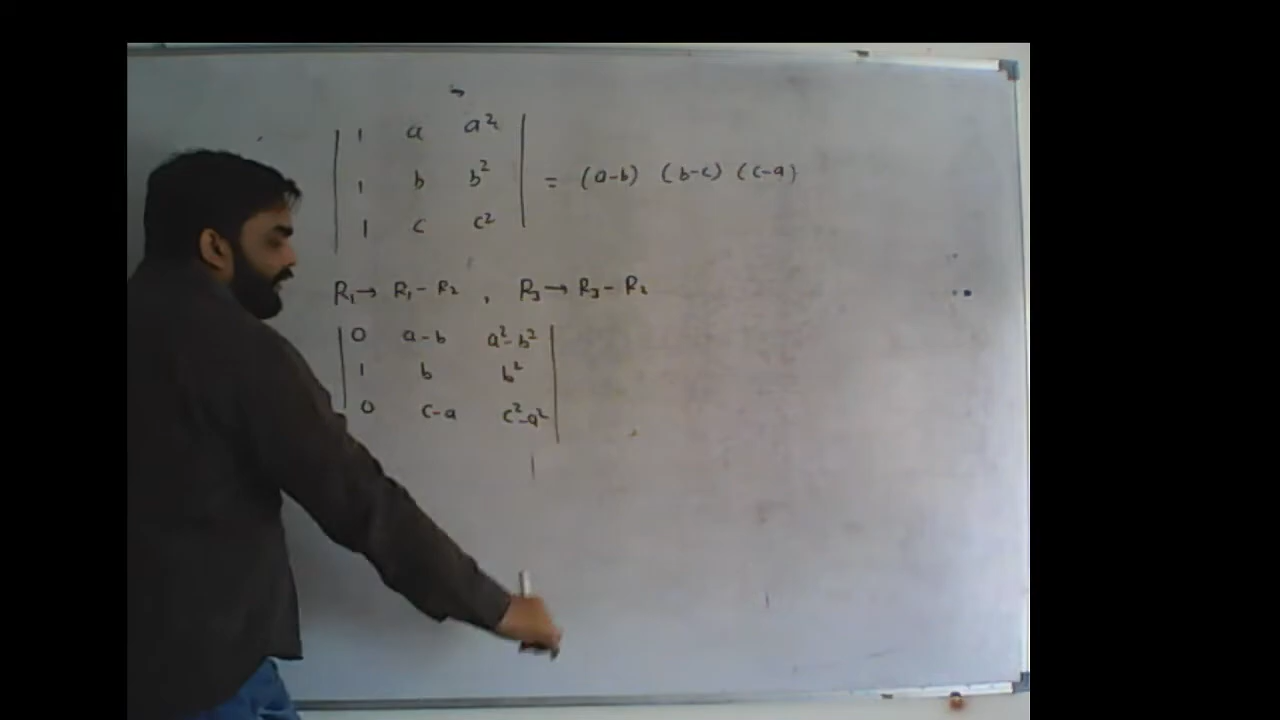 | 1 a a² |
| 1 b b² | = (a-b) (b-c) (c-a)
| 1 c c² |
R₁→ R₁- R₂ , R₃→ R₃- R₂
| 0 a-b a²-b² |
| 1 b b² |
| 0 c-a c²-a² |